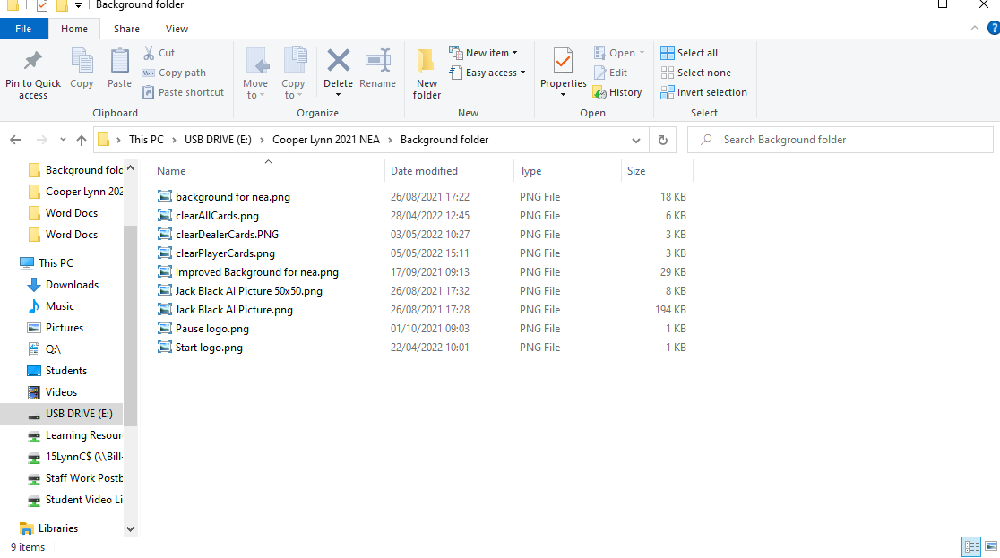 Background folder
File Home Share View
Pin to Quick access
Copy
Paste
Cut
Copy path
Paste shortcut
Clipboard
Move to
Copy to
Delete
Rename
Organize
New folder
New item
Easy access
New
Properties
Open
Edit
History
Open
Select all
Select none
Invert selection
Select
This PC > USB DRIVE (E:) > Cooper Lynn 2021 NEA > Background folder
Search Background folder
Background fold
Cooper Lynn 202
Word Docs
Word Docs
This PC
Downloads
Music
Pictures
Q:\
Students
Videos
USB DRIVE (E:)
Learning Resour
15LynnC$ (\\Bill-
Staff Work Postb
Student Video Li
Libraries
Name Date modified Type Size
background for nea.png 26/08/2021 17:22 PNG File 18 KB
clearAllCards.png 28/04/2022 12:45 PNG File 6 KB
clearDealerCards.PNG 03/05/2022 10:27 PNG File 3 KB
clearPlayerCards.png 05/05/2022 15:11 PNG File 3 KB
Improved Background for nea.png 17/09/2021 09:13 PNG File 29 KB
Jack Black AI Picture 50x50.png 26/08/2021 17:32 PNG File 8 KB
Jack Black AI Picture.png 26/08/2021 17:28 PNG File 194 KB
Pause logo.png 01/10/2021 09:03 PNG File 1 KB
Start logo.png 22/04/2022 10:01 PNG File 1 KB
9 items